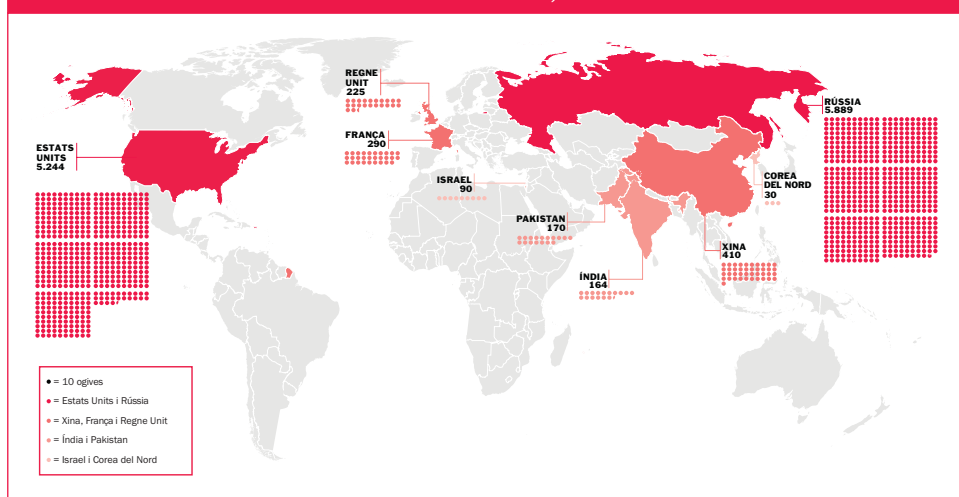 REGNE
UNIT
225
FRANÇA
290
RÚSSIA
5.889
ESTATS
UNITS
5.244
ISRAEL
90
COREA
DEL NORD
30
PAKISTAN
170
XINA
410
ÍNDIA
164
= 10 ogives
= Estats Units i Rússia
= Xina, França i Regne Unit
= Índia i Pakistan
= Israel i Corea del Nord